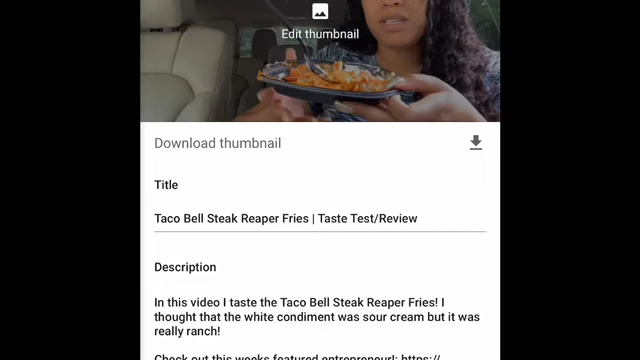 Edit thumbnail
Download thumbnail
Title
Taco Bell Steak Reaper Fries | Taste Test/Review
Description
In this video I taste the Taco Bell Steak Reaper Fries! I
thought that the white condiment was sour cream but it was
really ranch!
Check out this weeks featured entrepreneur!: https://